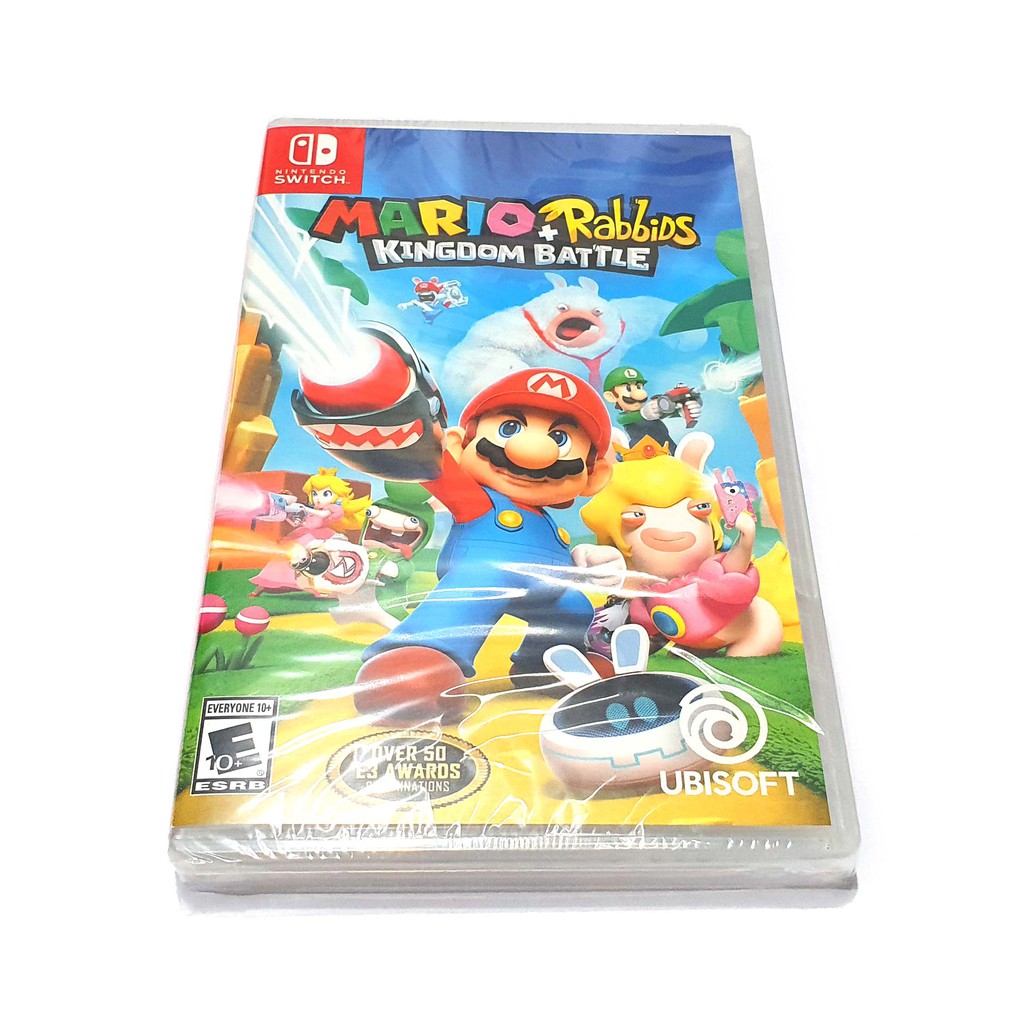 NINTENDO
SWITCH
MARIO + Rabbids
KINGDOM BATTLE
M
L
EVERYONE 10+
E
10+
ESRB
OVER 50
E3 AWARDS
UBISOFT